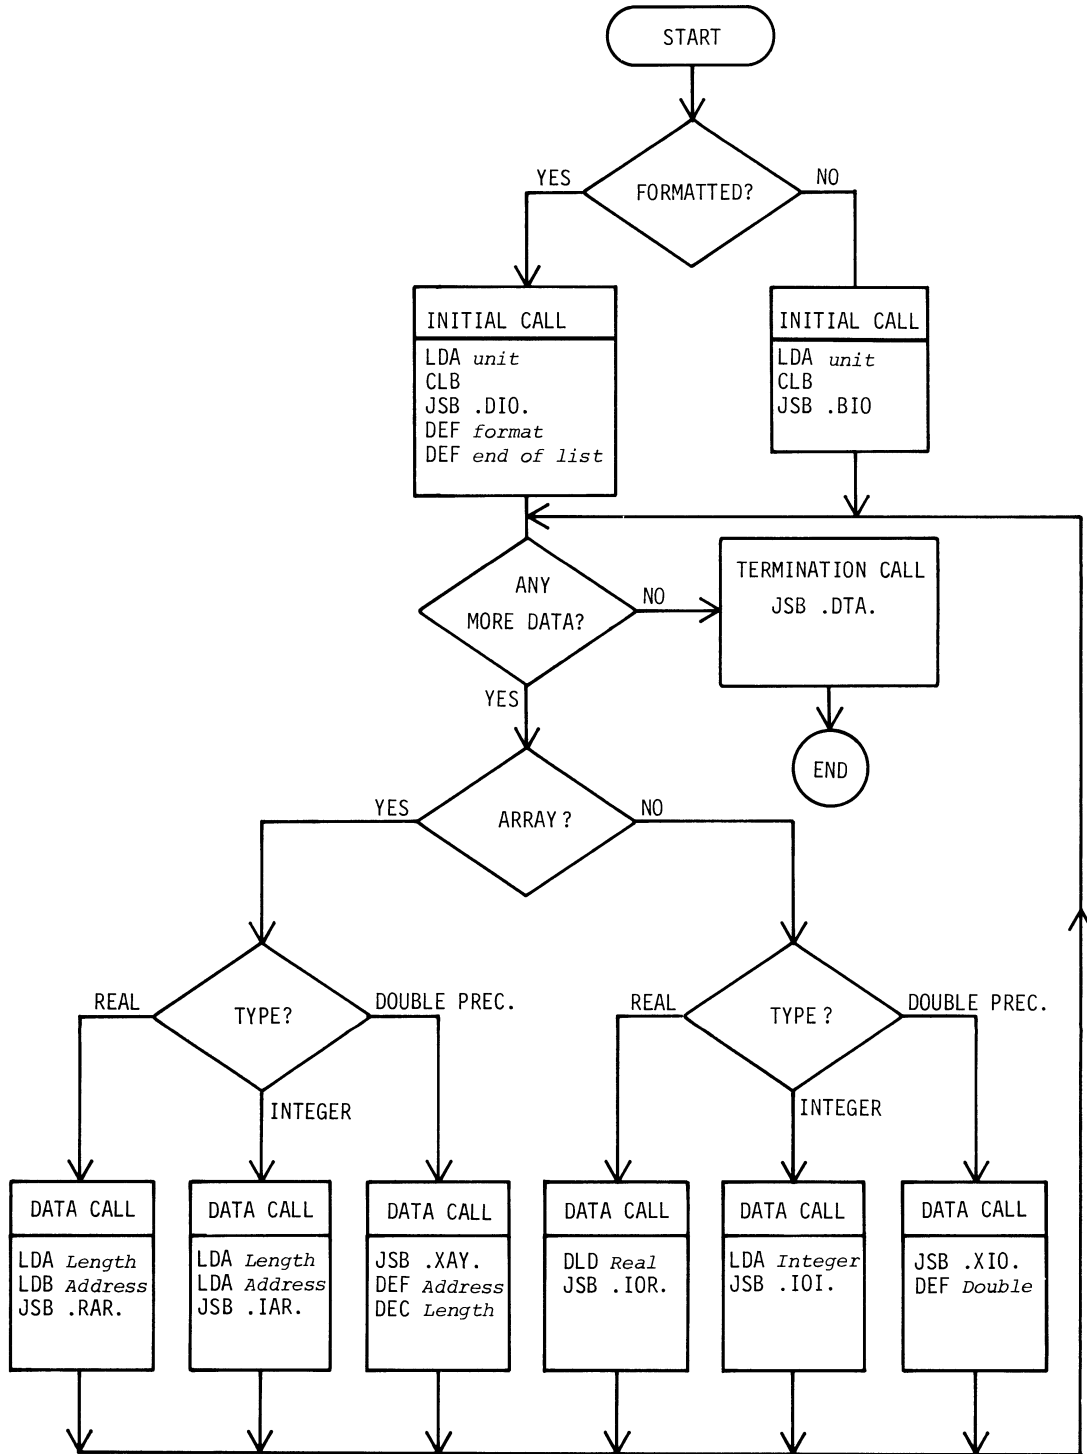 START
FORMATTED?
YES
NO
INITIAL CALL
LDA unit
CLB
JSB .DIO.
DEF format
DEF end of list
INITIAL CALL
LDA unit
CLB
JSB .BIO
ANY
MORE DATA?
NO
YES
TERMINATION CALL
JSB .DTA.
END
ARRAY?
YES
NO
TYPE?
REAL
DOUBLE PREC.
INTEGER
TYPE?
REAL
DOUBLE PREC.
INTEGER
DATA CALL
LDA Length
LDB Address
JSB .RAR.
DATA CALL
LDA Length
LDA Address
JSB .IAR.
DATA CALL
JSB .XAY.
DEF Address
DEC Length
DATA CALL
DLD Real
JSB .IOR.
DATA CALL
LDA Integer
JSB .IOI.
DATA CALL
JSB .XIO.
DEF Double